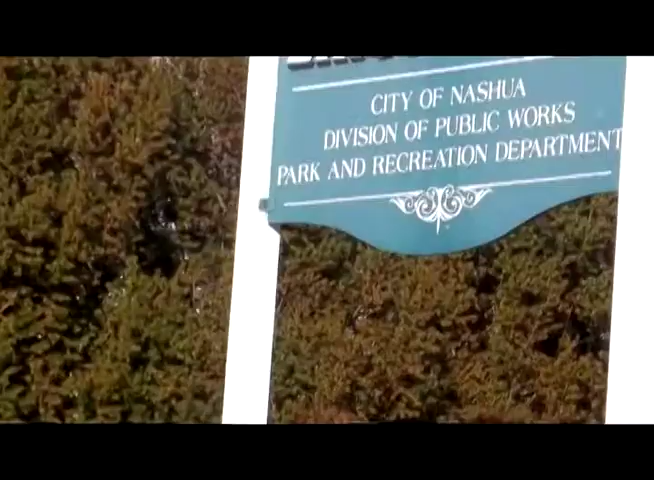 CITY OF NASHUA
DIVISION OF PUBLIC WORKS
PARK AND RECREATION DEPARTMENT